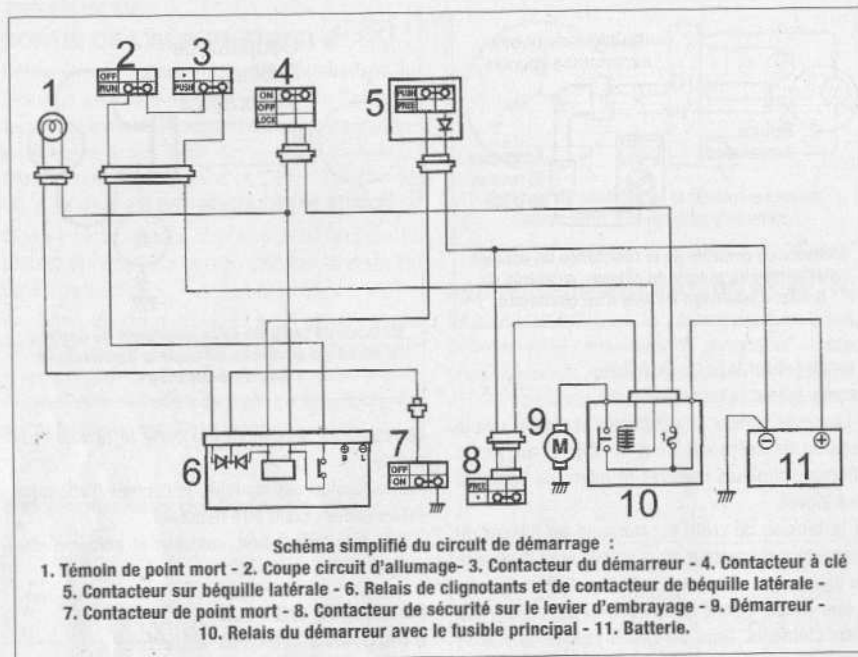 1
2
3
4
5
OFF
RUN
•
PUSH
ON
OFF
LOCK
PUSH
FREE
6
7
OFF
ON
8
FREE
•
9
M
10
11
⊖
⊕
⊕
B
⊖
L
Schéma simplifié du circuit de démarrage :
1. Témoin de point mort - 2. Coupe circuit d'allumage- 3. Contacteur du démarreur - 4. Contacteur à clé
5. Contacteur sur béquille latérale - 6. Relais de clignotants et de contacteur de béquille latérale -
7. Contacteur de point mort - 8. Contacteur de sécurité sur le levier d'embrayage - 9. Démarreur -
10. Relais du démarreur avec le fusible principal - 11. Batterie.